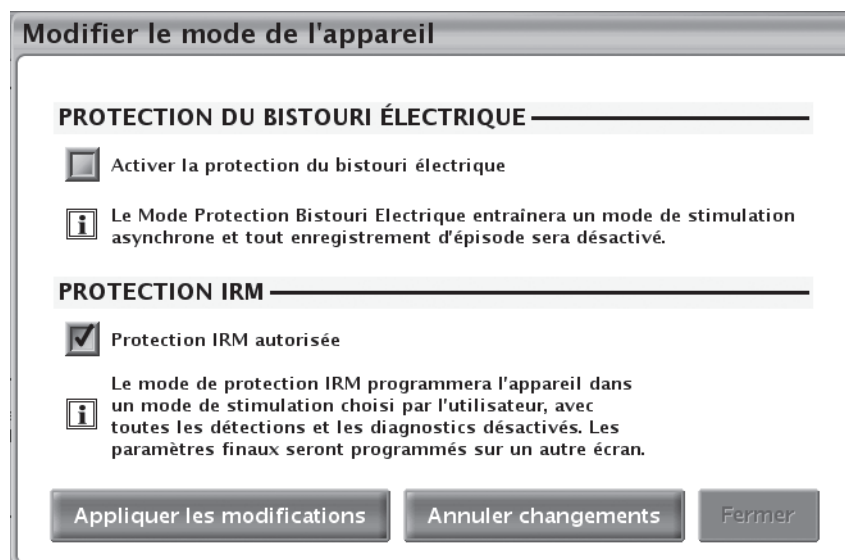 Modifier le mode de l'appareil
PROTECTION DU BISTOURI ÉLECTRIQUE
Activer la protection du bistouri électrique
Le Mode Protection Bistouri Electrique entraînera un mode de stimulation
asynchrone et tout enregistrement d'épisode sera désactivé.
PROTECTION IRM
Protection IRM autorisée
Le mode de protection IRM programmera l'appareil dans
un mode de stimulation choisi par l'utilisateur, avec
toutes les détections et les diagnostics désactivés. Les
paramètres finaux seront programmés sur un autre écran.
Appliquer les modifications Annuler changements Fermer